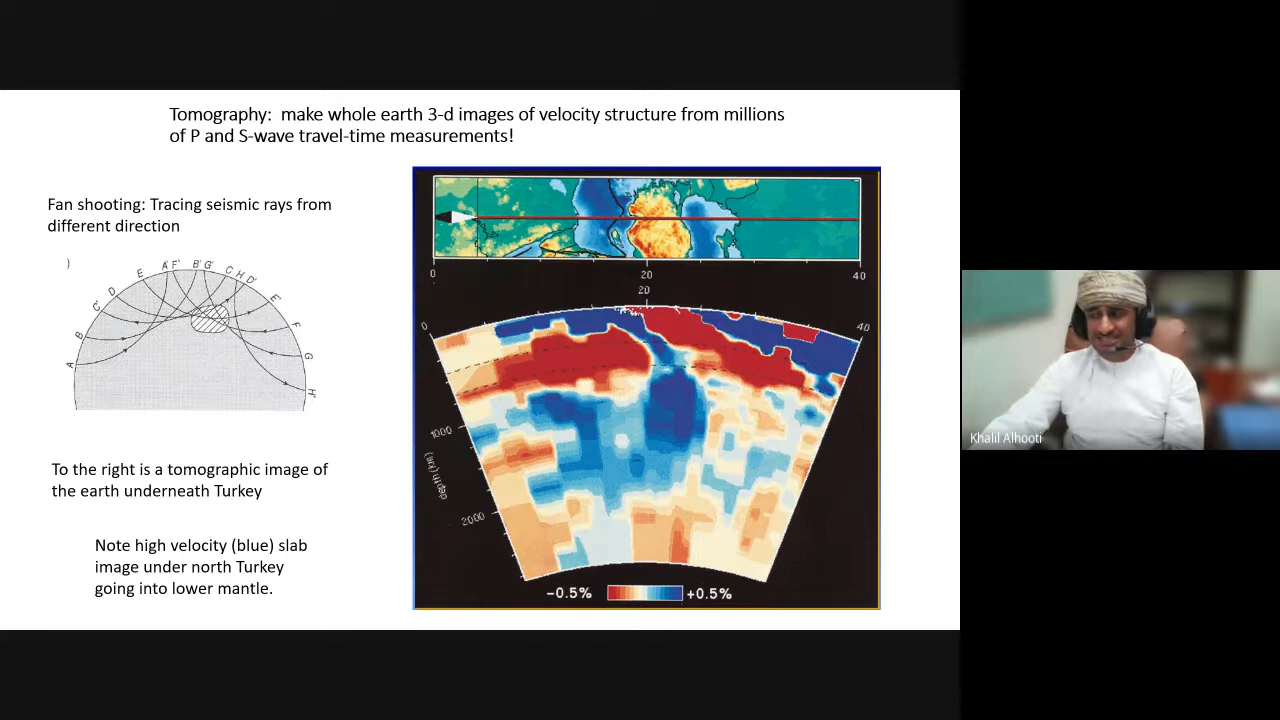 Tomography:  make whole earth 3-d images of velocity structure from millions
of P and S-wave travel-time measurements!
Fan shooting: Tracing seismic rays from
different direction
)
A B C' D E A' F' B' G' C H D' E' F G H'
0 20 40
20
0 40
1000
depth (km)
2000
-0.5% +0.5%
To the right is a tomographic image of
the earth underneath Turkey
Note high velocity (blue) slab
image under north Turkey
going into lower mantle.
Khalil Alhooti